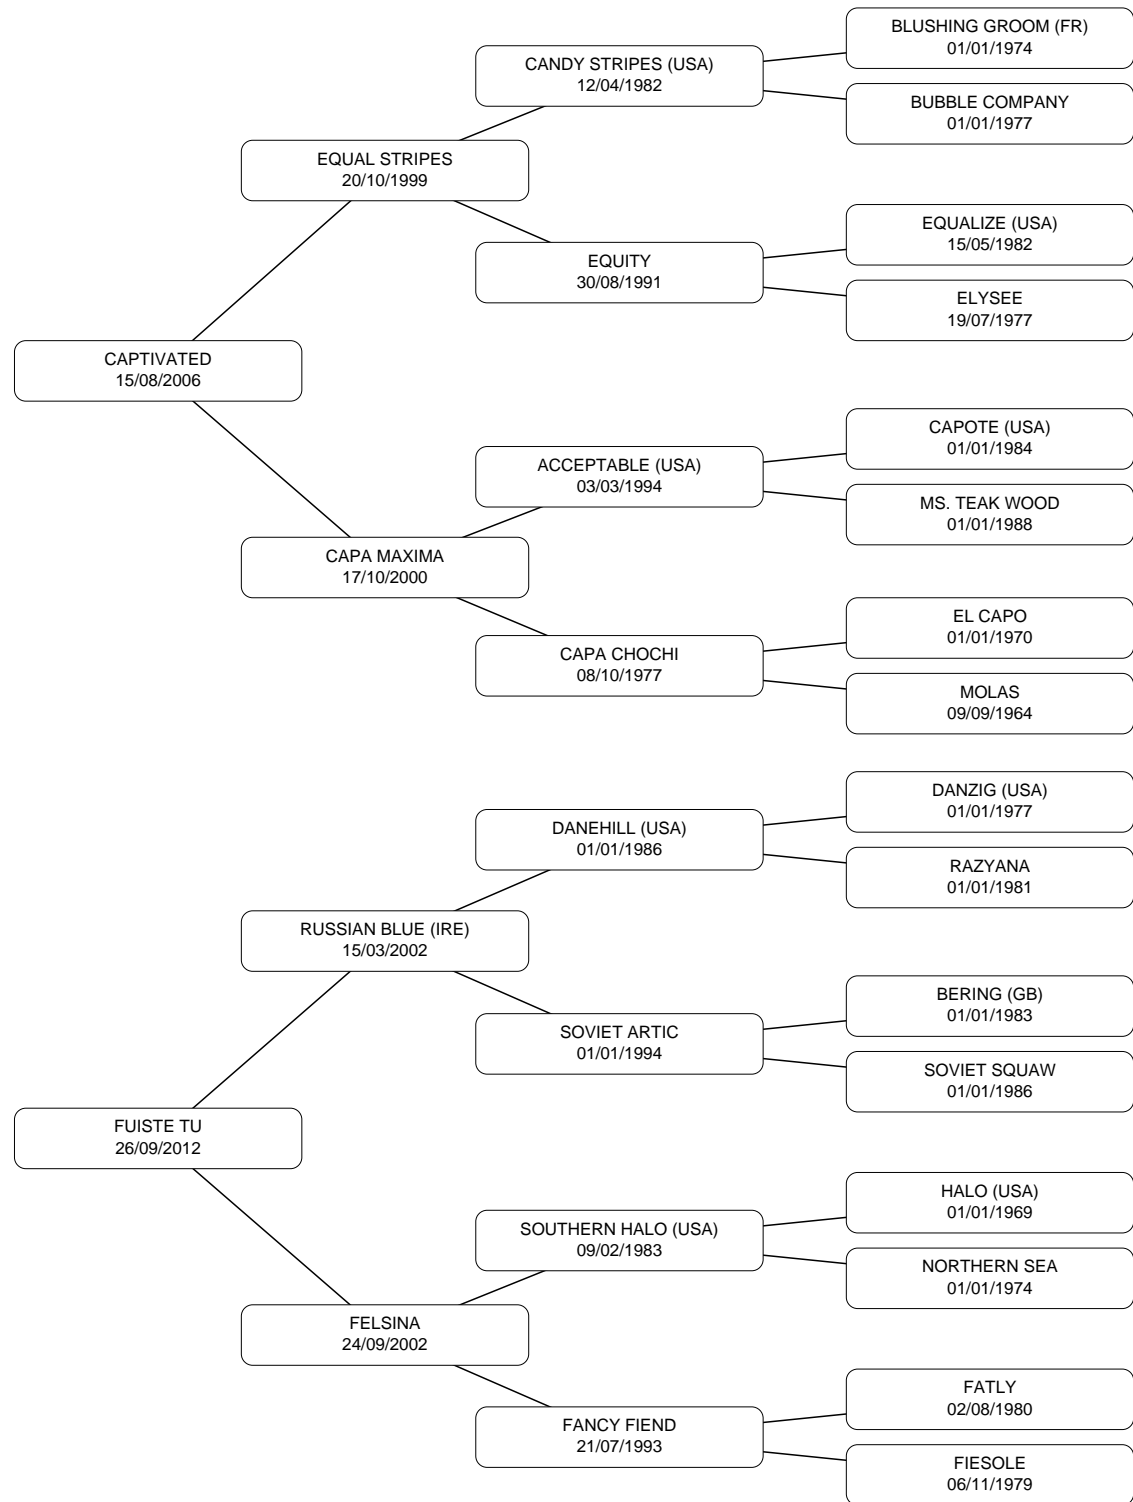 BLUSHING GROOM (FR)
01/01/1974
CANDY STRIPES (USA)
12/04/1982
BUBBLE COMPANY
01/01/1977
EQUAL STRIPES
20/10/1999
EQUALIZE (USA)
15/05/1982
EQUITY
30/08/1991
ELYSEE
19/07/1977
CAPTIVATED
15/08/2006
CAPOTE (USA)
01/01/1984
ACCEPTABLE (USA)
03/03/1994
MS. TEAK WOOD
01/01/1988
CAPA MAXIMA
17/10/2000
EL CAPO
01/01/1970
CAPA CHOCHI
08/10/1977
MOLAS
09/09/1964
DANZIG (USA)
01/01/1977
DANEHILL (USA)
01/01/1986
RAZYANA
01/01/1981
RUSSIAN BLUE (IRE)
15/03/2002
BERING (GB)
01/01/1983
SOVIET ARTIC
01/01/1994
SOVIET SQUAW
01/01/1986
FUISTE TU
26/09/2012
HALO (USA)
01/01/1969
SOUTHERN HALO (USA)
09/02/1983
NORTHERN SEA
01/01/1974
FELSINA
24/09/2002
FATLY
02/08/1980
FANCY FIEND
21/07/1993
FIESOLE
06/11/1979